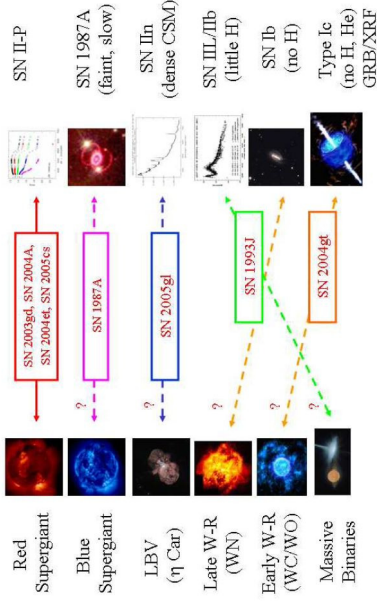 Red
Supergiant
SN 2003gd, SN 2004A,
SN 2004et, SN 2005cs
SN II-P
Blue
Supergiant
?
SN 1987A
SN 1987A
(faint, slow)
LBV
(η Car)
?
SN 2005gl
SN IIn
(dense CSM)
Late W-R
(WN)
?
SN 1993J
SN IIL/IIb
(little H)
Early W-R
(WC/WO)
?
SN 2004gt
SN Ib
(no H)
Massive
Binaries
?
Type Ic
(no H, He)
GRB/XRF